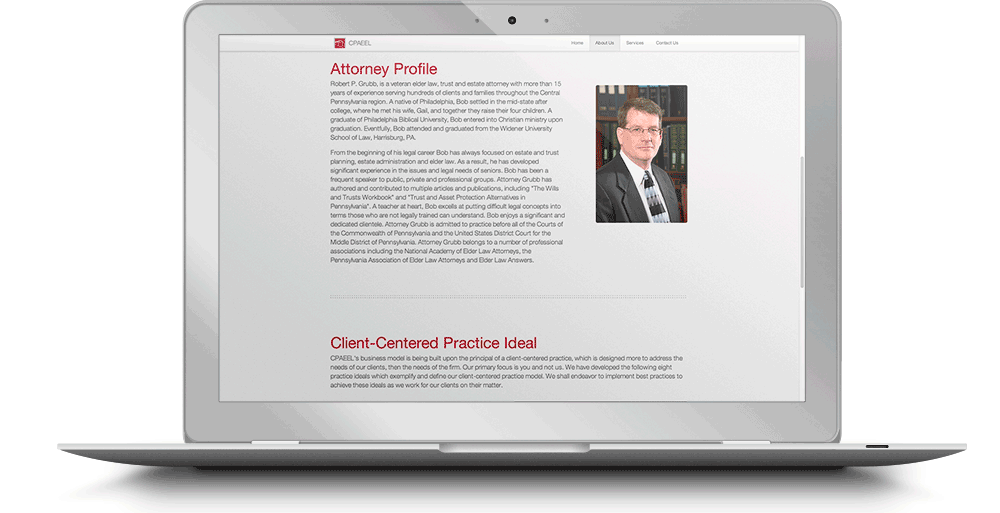 CPAEEL
Home About Us Services Contact Us
Attorney Profile
Robert P. Grubb, is a veteran elder law, trust and estate attorney with more than 15
years of experience serving hundreds of clients and families throughout the Central
Pennsylvania region. A native of Philadelphia, Bob settled in the mid-state after
college, where he met his wife, Gail, and together they raise their four children. A
graduate of Philadelphia Biblical University, Bob entered into Christian ministry upon
graduation. Eventfully, Bob attended and graduated from the Widener University
School of Law, Harrisburg, PA.
From the beginning of his legal career Bob has always focused on estate and trust
planning, estate administration and elder law. As a result, he has developed
significant experience in the issues and legal needs of seniors. Bob has been a
frequent speaker to public, private and professional groups. Attorney Grubb has
authored and contributed to multiple articles and publications, including "The Wills
and Trusts Workbook" and "Trust and Asset Protection Alternatives in
Pennsylvania". A teacher at heart, Bob excels at putting difficult legal concepts into
terms those who are not legally trained can understand. Bob enjoys a significant and
dedicated clientele. Attorney Grubb is admitted to practice before all of the Courts of
the Commonwealth of Pennsylvania and the United States District Court for the
Middle District of Pennsylvania. Attorney Grubb belongs to a number of professional
associations including the National Academy of Elder Law Attorneys, the
Pennsylvania Association of Elder Law Attorneys and Elder Law Answers.
Client-Centered Practice Ideal
CPAEEL's business model is being built upon the principal of a client-centered practice, which is designed more to address the
needs of our clients, then the needs of the firm. Our primary focus is you and not us. We have developed the following eight
practice ideals which exemplify and define our client-centered practice model. We shall endeavor to implement best practices to
achieve these ideals as we work for our clients on their matter.